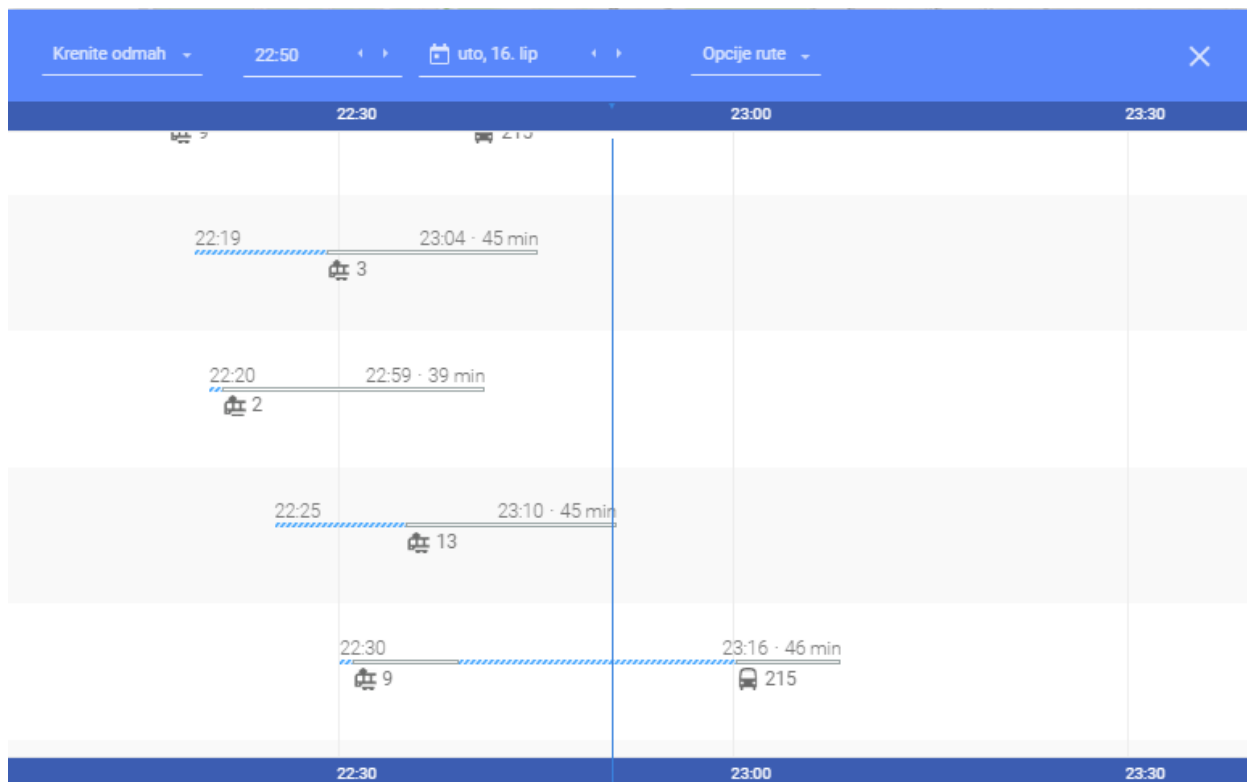 Krenite odmah 22:50 uto, 16. lip Opcije rute
22:30 23:00 23:30
9 215
22:19 23:04 · 45 min
3
22:20 22:59 · 39 min
2
22:25 23:10 · 45 min
13
22:30 23:16 · 46 min
9 215
22:30 23:00 23:30